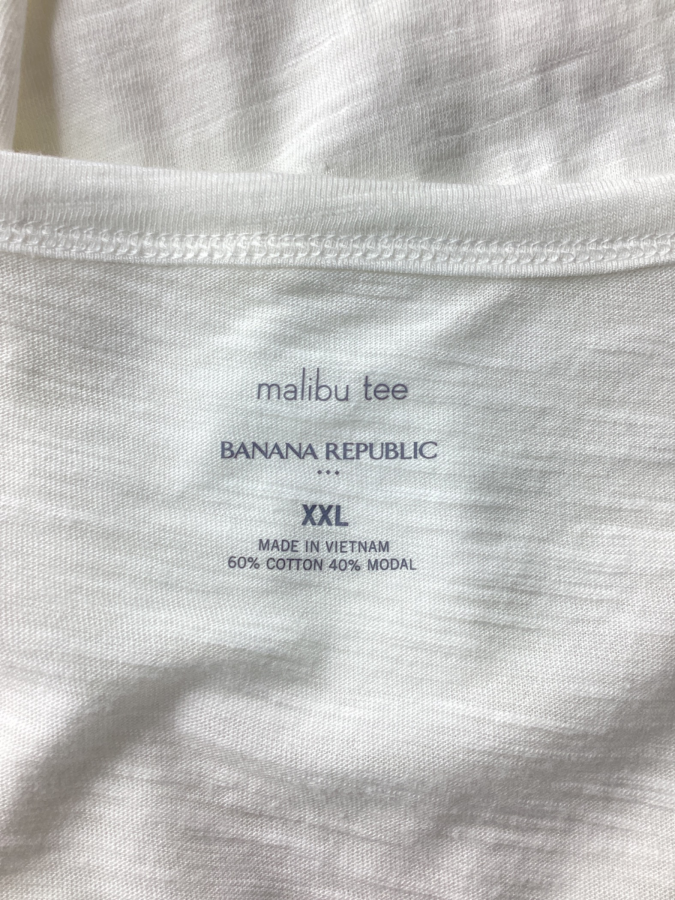 malibu tee
BANANA REPUBLIC
XXL
MADE IN VIETNAM
60% COTTON 40% MODAL